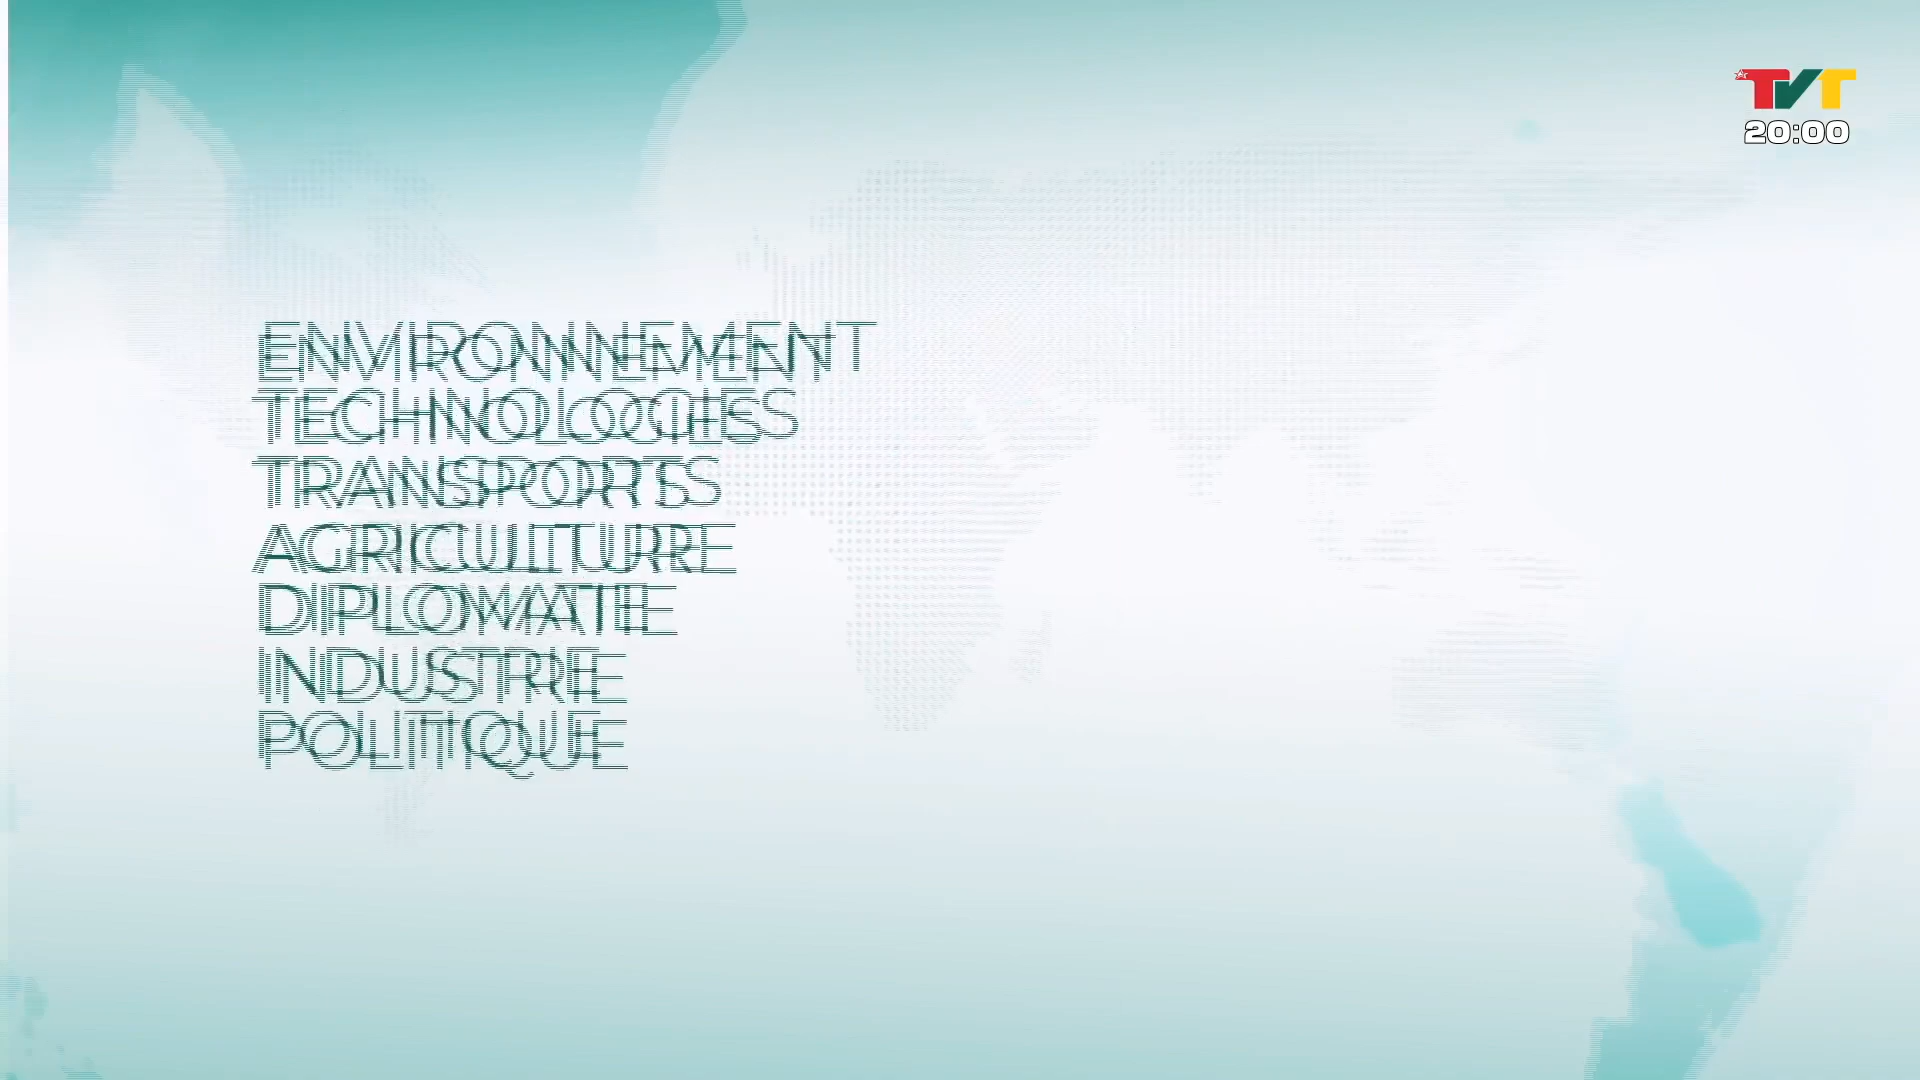 TVT
20:00
ENVIRONNEMENT
TECHNOLOGIES
TRANSPORTS
AGRICULTURE
DIPLOMATIE
INDUSTRIE
POLITIQUE